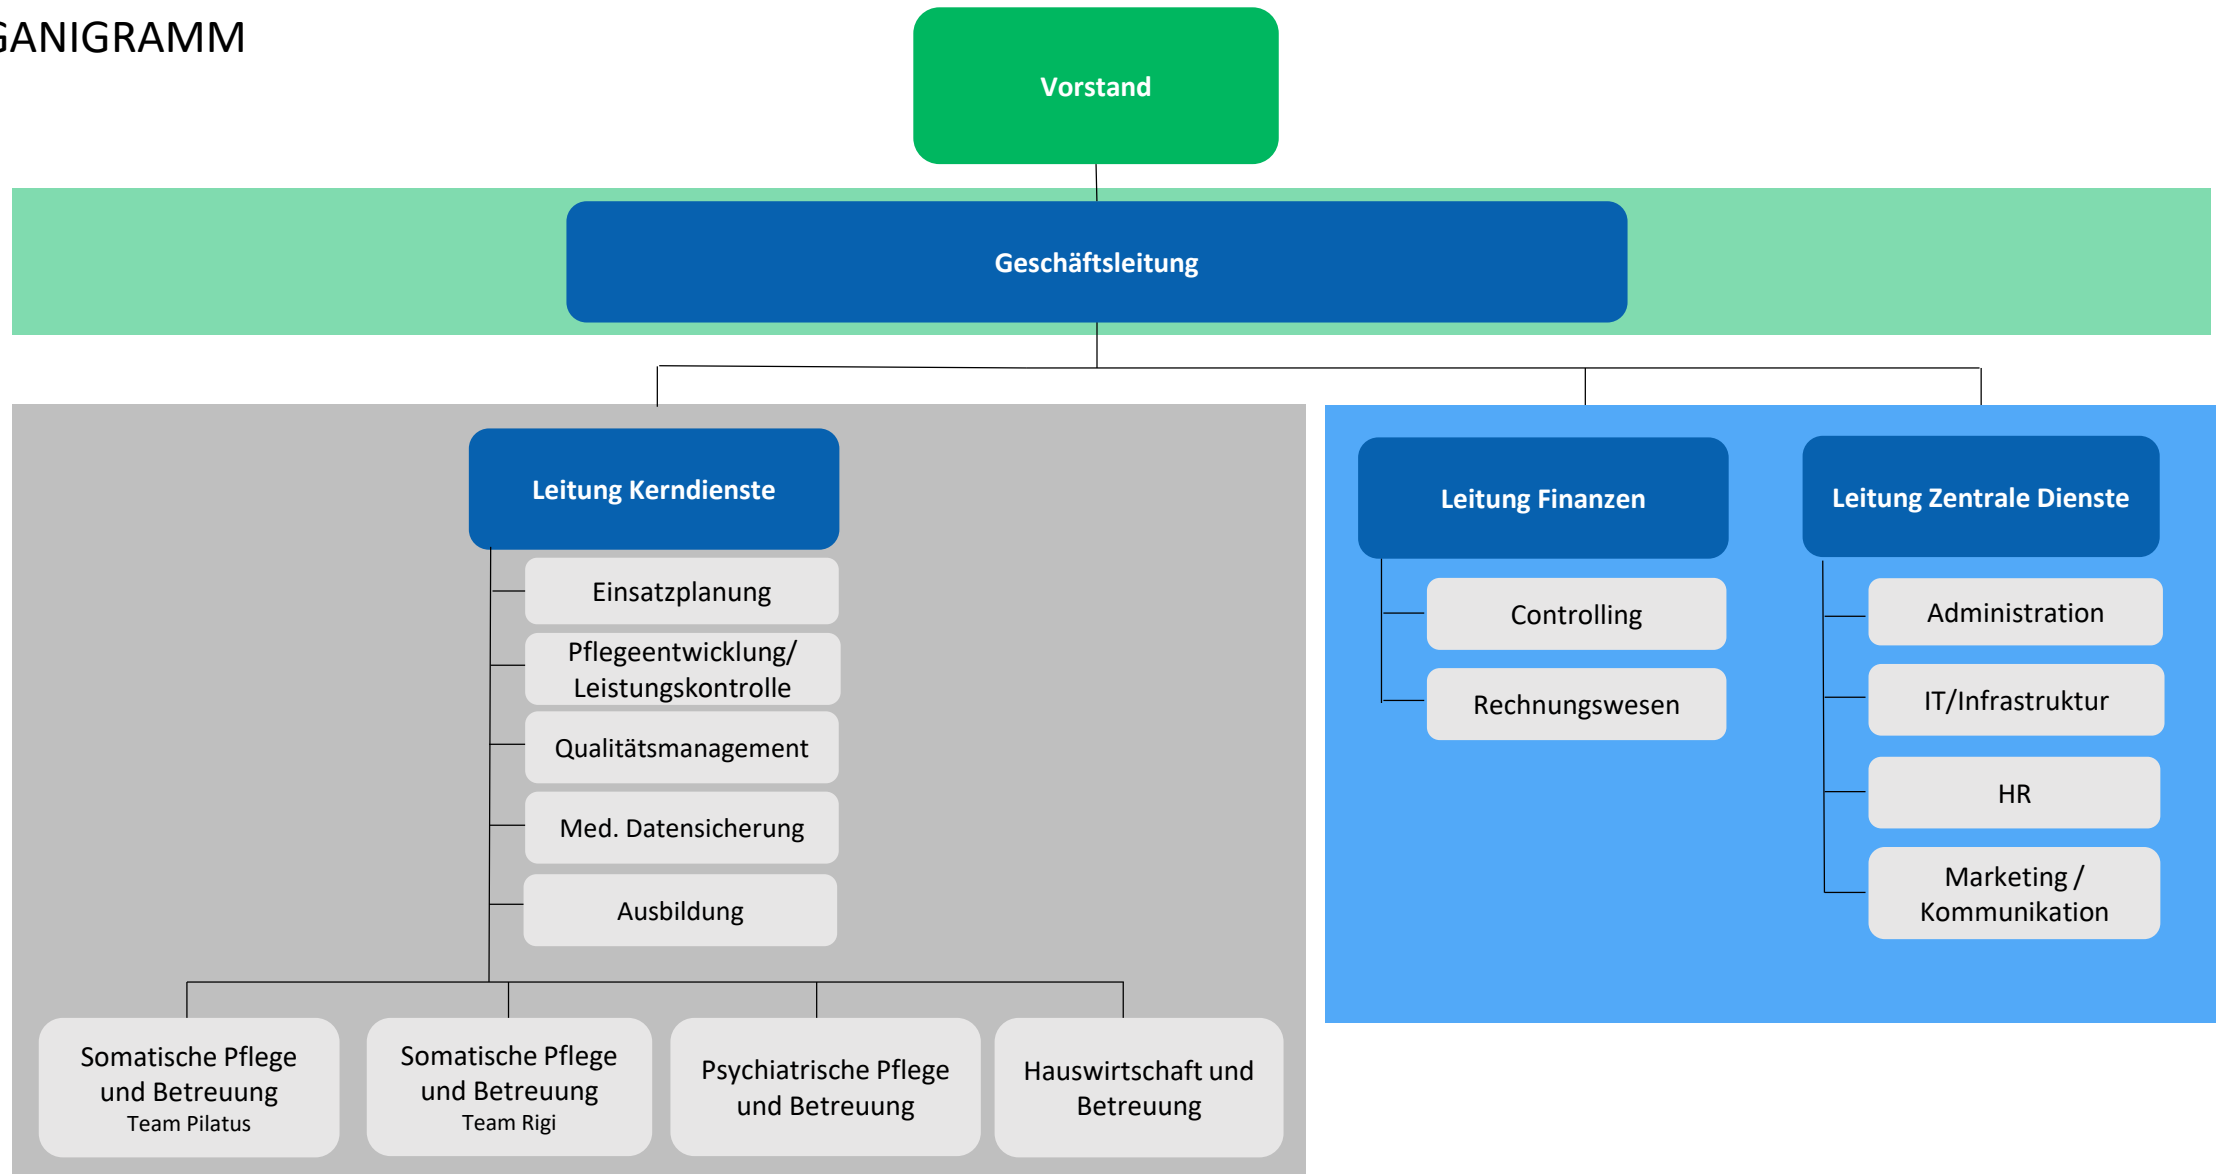 GANIGRAMM
Vorstand
Geschäftsleitung
Leitung Kerndienste
Einsatzplanung
Pflegeentwicklung/
Leistungskontrolle
Qualitätsmanagement
Med. Datensicherung
Ausbildung
Somatische Pflege
und Betreuung
Team Pilatus
Somatische Pflege
und Betreuung
Team Rigi
Psychiatrische Pflege
und Betreuung
Hauswirtschaft und
Betreuung
Leitung Finanzen
Controlling
Rechnungswesen
Leitung Zentrale Dienste
Administration
IT/Infrastruktur
HR
Marketing /
Kommunikation